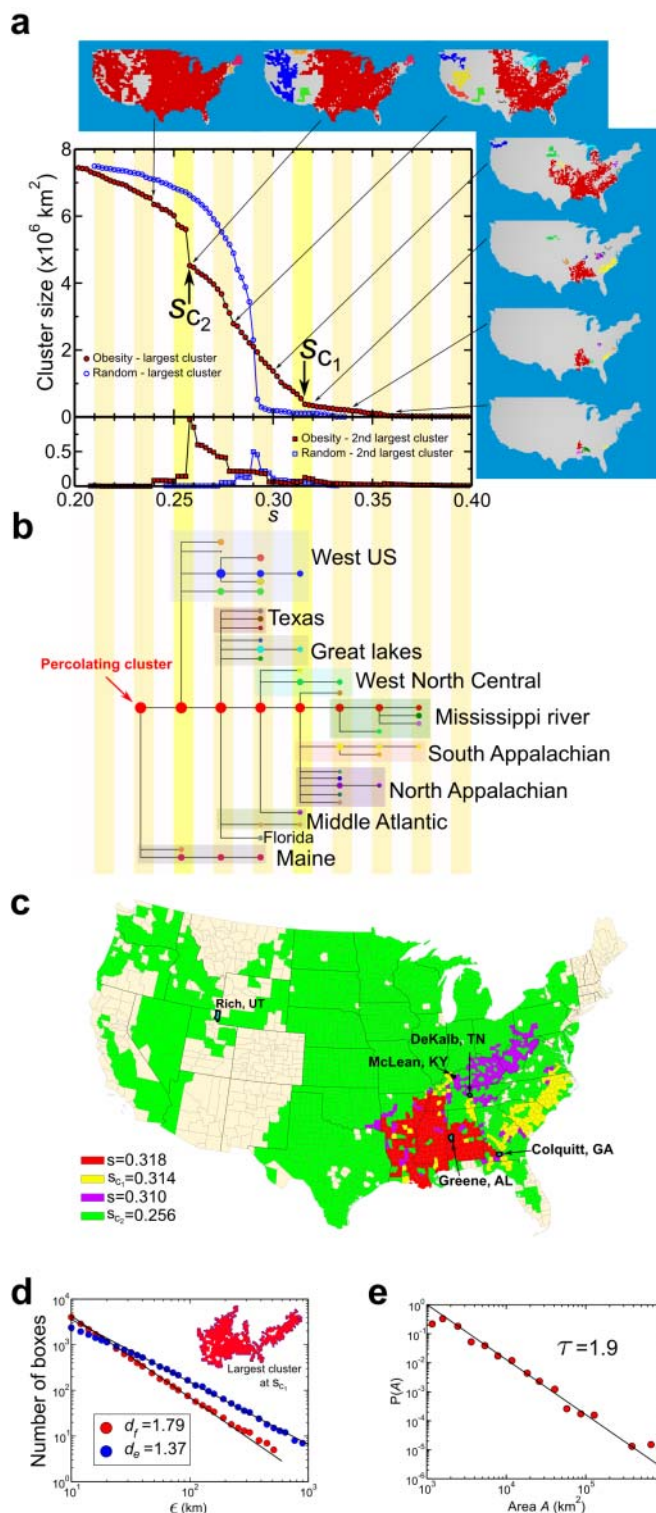 a
Cluster size (x10⁶ km²)
8
6
4
2
0
Sc₂
Sc₁
Obesity - largest cluster
Random - largest cluster
0.5
0
Obesity - 2nd largest cluster
Random - 2nd largest cluster
0.20
0.25
0.30
0.35
0.40
s
b
West US
Texas
Great lakes
Percolating cluster
West North Central
Mississippi river
South Appalachian
North Appalachian
Middle Atlantic
Florida
Maine
c
Rich, UT
DeKalb, TN
McLean, KY
Colquitt, GA
Greene, AL
s=0.318
sc₁=0.314
s=0.310
sc₂=0.256
d
Number of boxes
10⁴
10³
10²
10¹
10⁰
Largest cluster
at Sc₁
d_f=1.79
d_e=1.37
10¹
10²
10³
ϵ (km)
e
P(A)
10⁰
10⁻¹
10⁻²
10⁻³
10⁻⁴
10⁻⁵
10⁻⁶
τ=1.9
10³
10⁴
10⁵
Area A (km²)